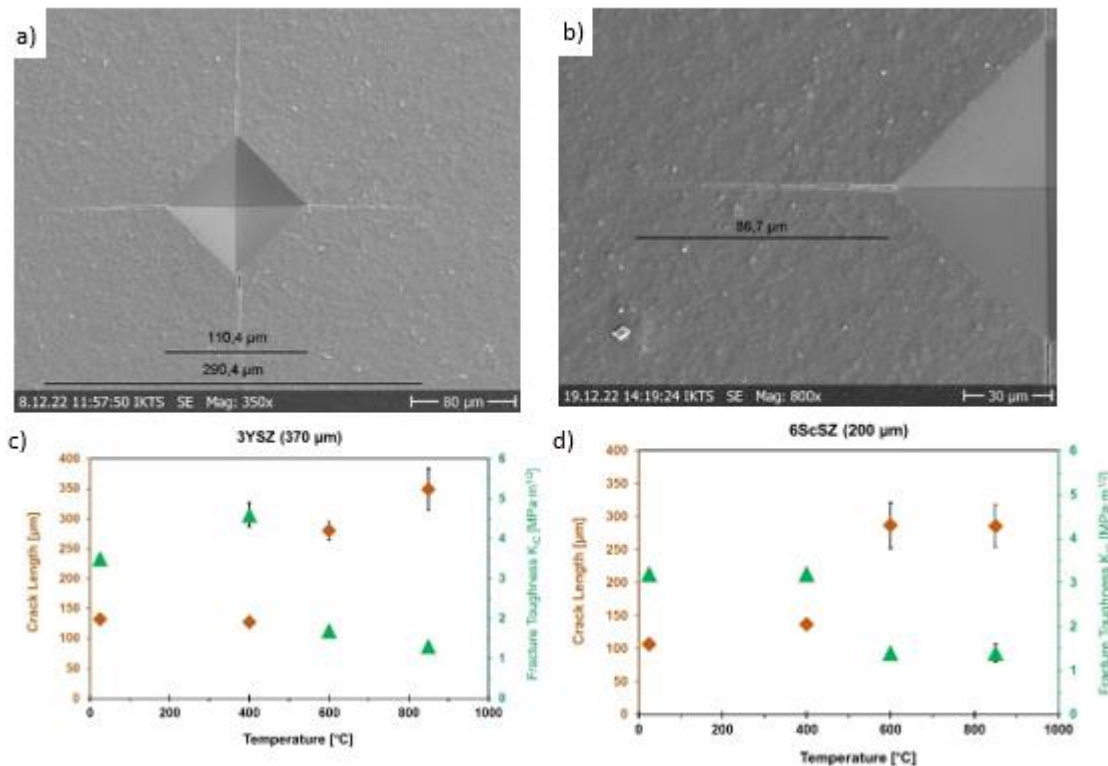 a)
110,4 µm
290,4 µm
8.12.22 11:57:50 IKTS SE Mag: 350x 80 µm
b)
86,7 µm
19.12.22 14:19:24 IKTS SE Mag: 800x 30 µm
c)
3YSZ (370 µm)
Crack Length [µm]
400
350
300
250
200
150
100
50
0
0 200 400 600 800 1000
Temperature [°C]
6
5
4
3
2
1
0
Fracture Toughness K_IC [MPa·m^1/2]
d)
6ScSZ (200 µm)
Crack Length [µm]
400
350
300
250
200
150
100
50
0
0 200 400 600 800 1000
Temperature [°C]
6
5
4
3
2
1
0
Fracture Toughness K [MPa·m^1/2]